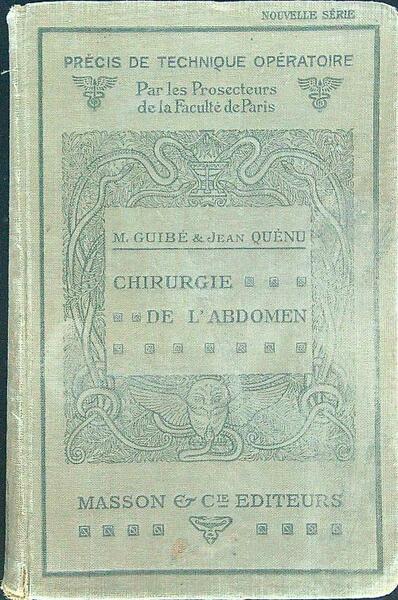 NOUVELLE SÉRIE
PRÉCIS DE TECHNIQUE OPÉRATOIRE
Par les Prosecteurs
de la Faculté de Paris
M. GUIBÉ & JEAN QUÉNU
CHIRURGIE
DE L'ABDOMEN
MASSON & CIE EDITEURS